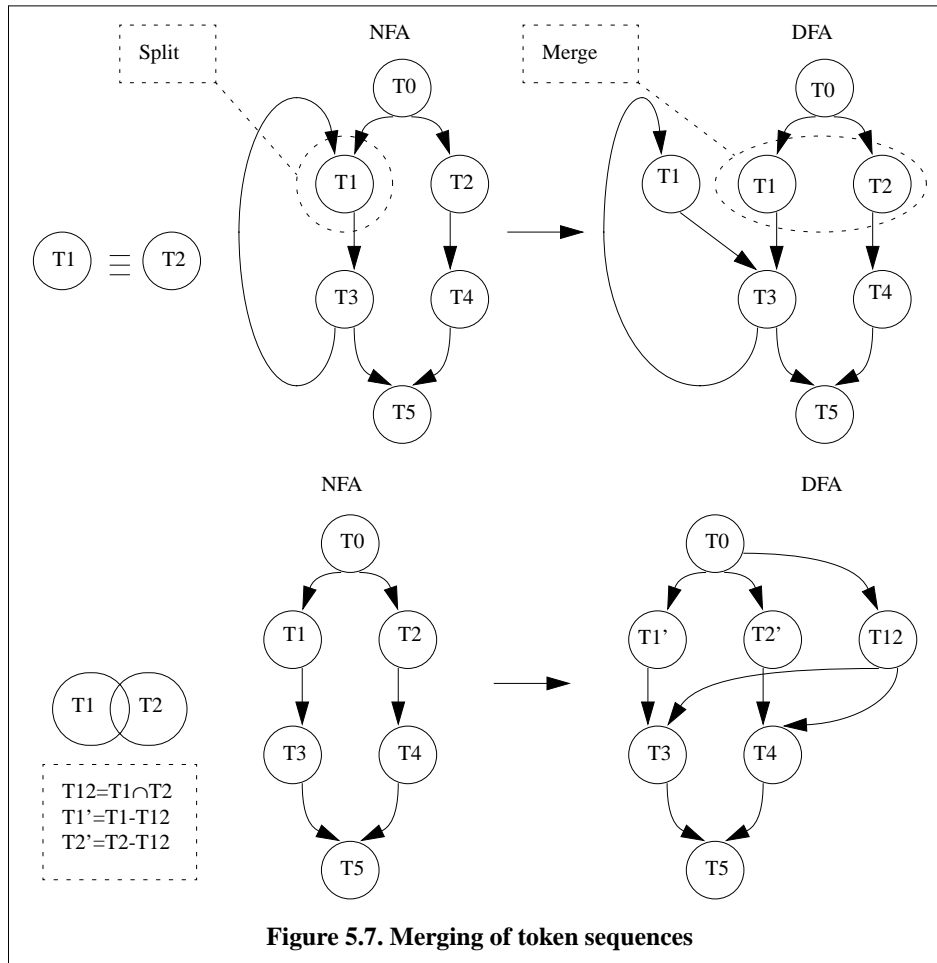 NFA
DFA
Split
Merge
T0
T0
T1
T2
T1
T1
T2
T1
T2
T3
T4
T3
T4
T5
T5
NFA
DFA
T0
T0
T1
T2
T1’
T2’
T12
T1
T2
T3
T4
T3
T4
T12=T1∩T2
T1’=T1-T12
T2’=T2-T12
T5
T5
Figure 5.7. Merging of token sequences